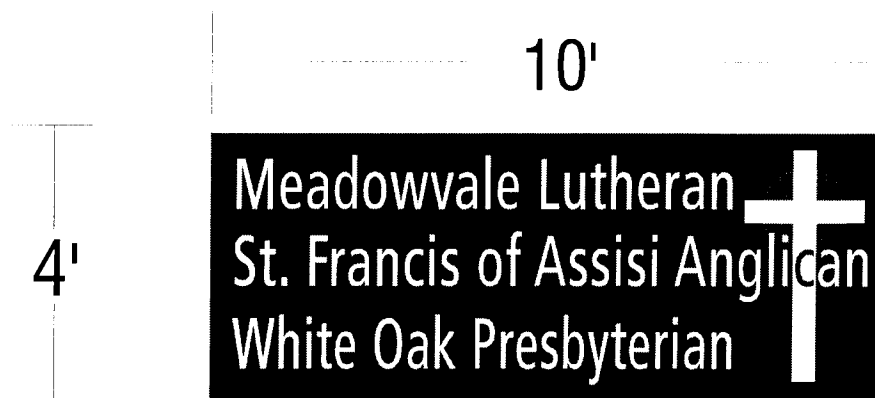 10'
4'
Meadowvale Lutheran
St. Francis of Assisi Anglican
White Oak Presbyterian